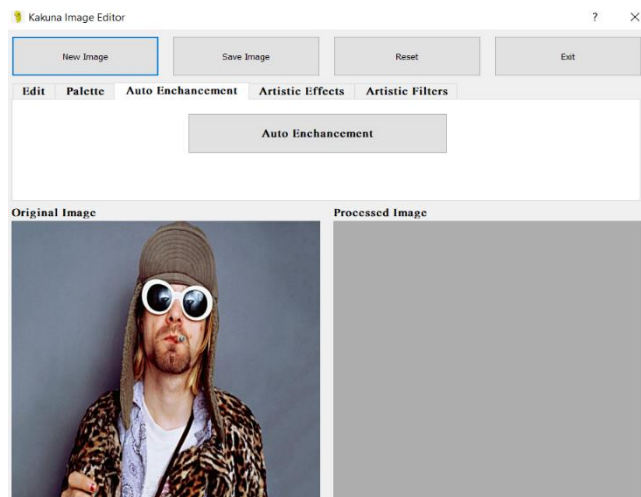 Kakuna Image Editor ?
New Image Save Image Reset Exit
Edit Palette Auto Enchancement Artistic Effects Artistic Filters
Auto Enchancement
Original Image Processed Image